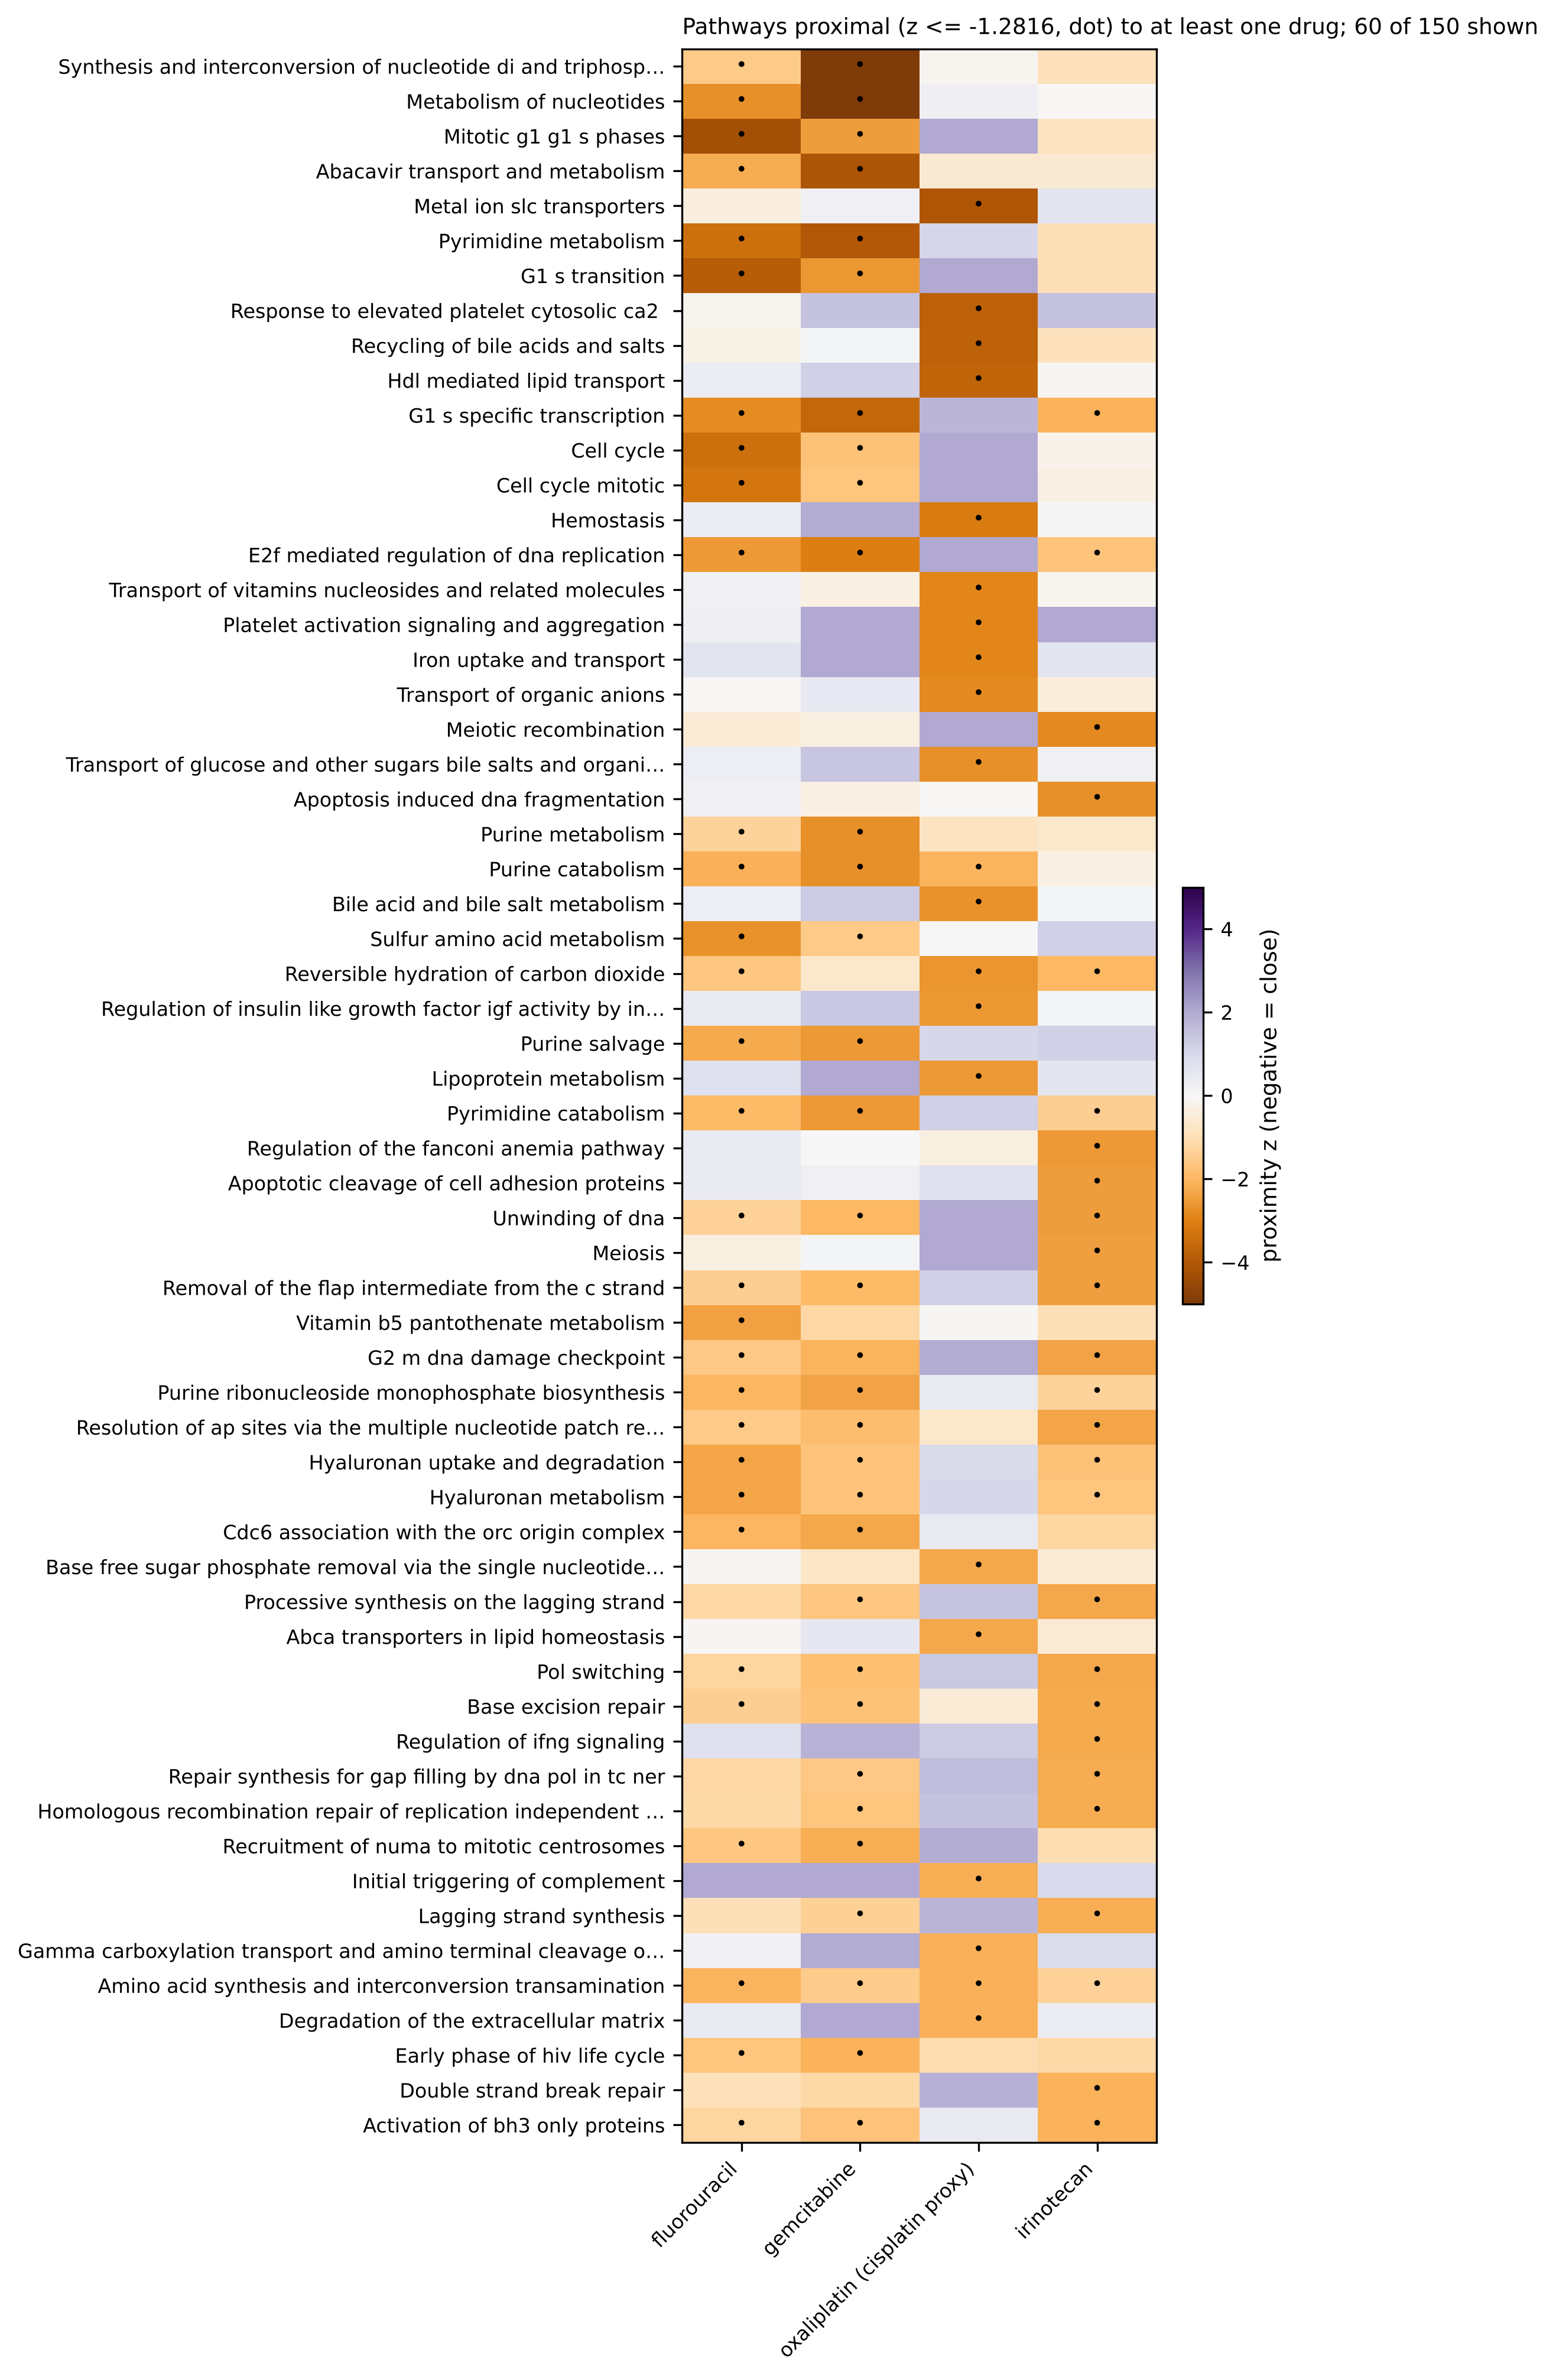 Pathways proximal (z <= -1.2816, dot) to at least one drug; 60 of 150 shown
Synthesis and interconversion of nucleotide di and triphosp...
Metabolism of nucleotides
Mitotic g1 g1 s phases
Abacavir transport and metabolism
Metal ion slc transporters
Pyrimidine metabolism
G1 s transition
Response to elevated platelet cytosolic ca2
Recycling of bile acids and salts
Hdl mediated lipid transport
G1 s specific transcription
Cell cycle
Cell cycle mitotic
Hemostasis
E2f mediated regulation of dna replication
Transport of vitamins nucleosides and related molecules
Platelet activation signaling and aggregation
Iron uptake and transport
Transport of organic anions
Meiotic recombination
Transport of glucose and other sugars bile salts and organi...
Apoptosis induced dna fragmentation
Purine metabolism
Purine catabolism
Bile acid and bile salt metabolism
Sulfur amino acid metabolism
Reversible hydration of carbon dioxide
Regulation of insulin like growth factor igf activity by in...
Purine salvage
Lipoprotein metabolism
Pyrimidine catabolism
Regulation of the fanconi anemia pathway
Apoptotic cleavage of cell adhesion proteins
Unwinding of dna
Meiosis
Removal of the flap intermediate from the c strand
Vitamin b5 pantothenate metabolism
G2 m dna damage checkpoint
Purine ribonucleoside monophosphate biosynthesis
Resolution of ap sites via the multiple nucleotide patch re...
Hyaluronan uptake and degradation
Hyaluronan metabolism
Cdc6 association with the orc origin complex
Base free sugar phosphate removal via the single nucleotide...
Processive synthesis on the lagging strand
Abca transporters in lipid homeostasis
Pol switching
Base excision repair
Regulation of ifng signaling
Repair synthesis for gap filling by dna pol in tc ner
Homologous recombination repair of replication independent ...
Recruitment of numa to mitotic centrosomes
Initial triggering of complement
Lagging strand synthesis
Gamma carboxylation transport and amino terminal cleavage o...
Amino acid synthesis and interconversion transamination
Degradation of the extracellular matrix
Early phase of hiv life cycle
Double strand break repair
Activation of bh3 only proteins
fluorouracil
gemcitabine
oxaliplatin (cisplatin proxy)
irinotecan
4
2
0
−2
−4
proximity z (negative = close)